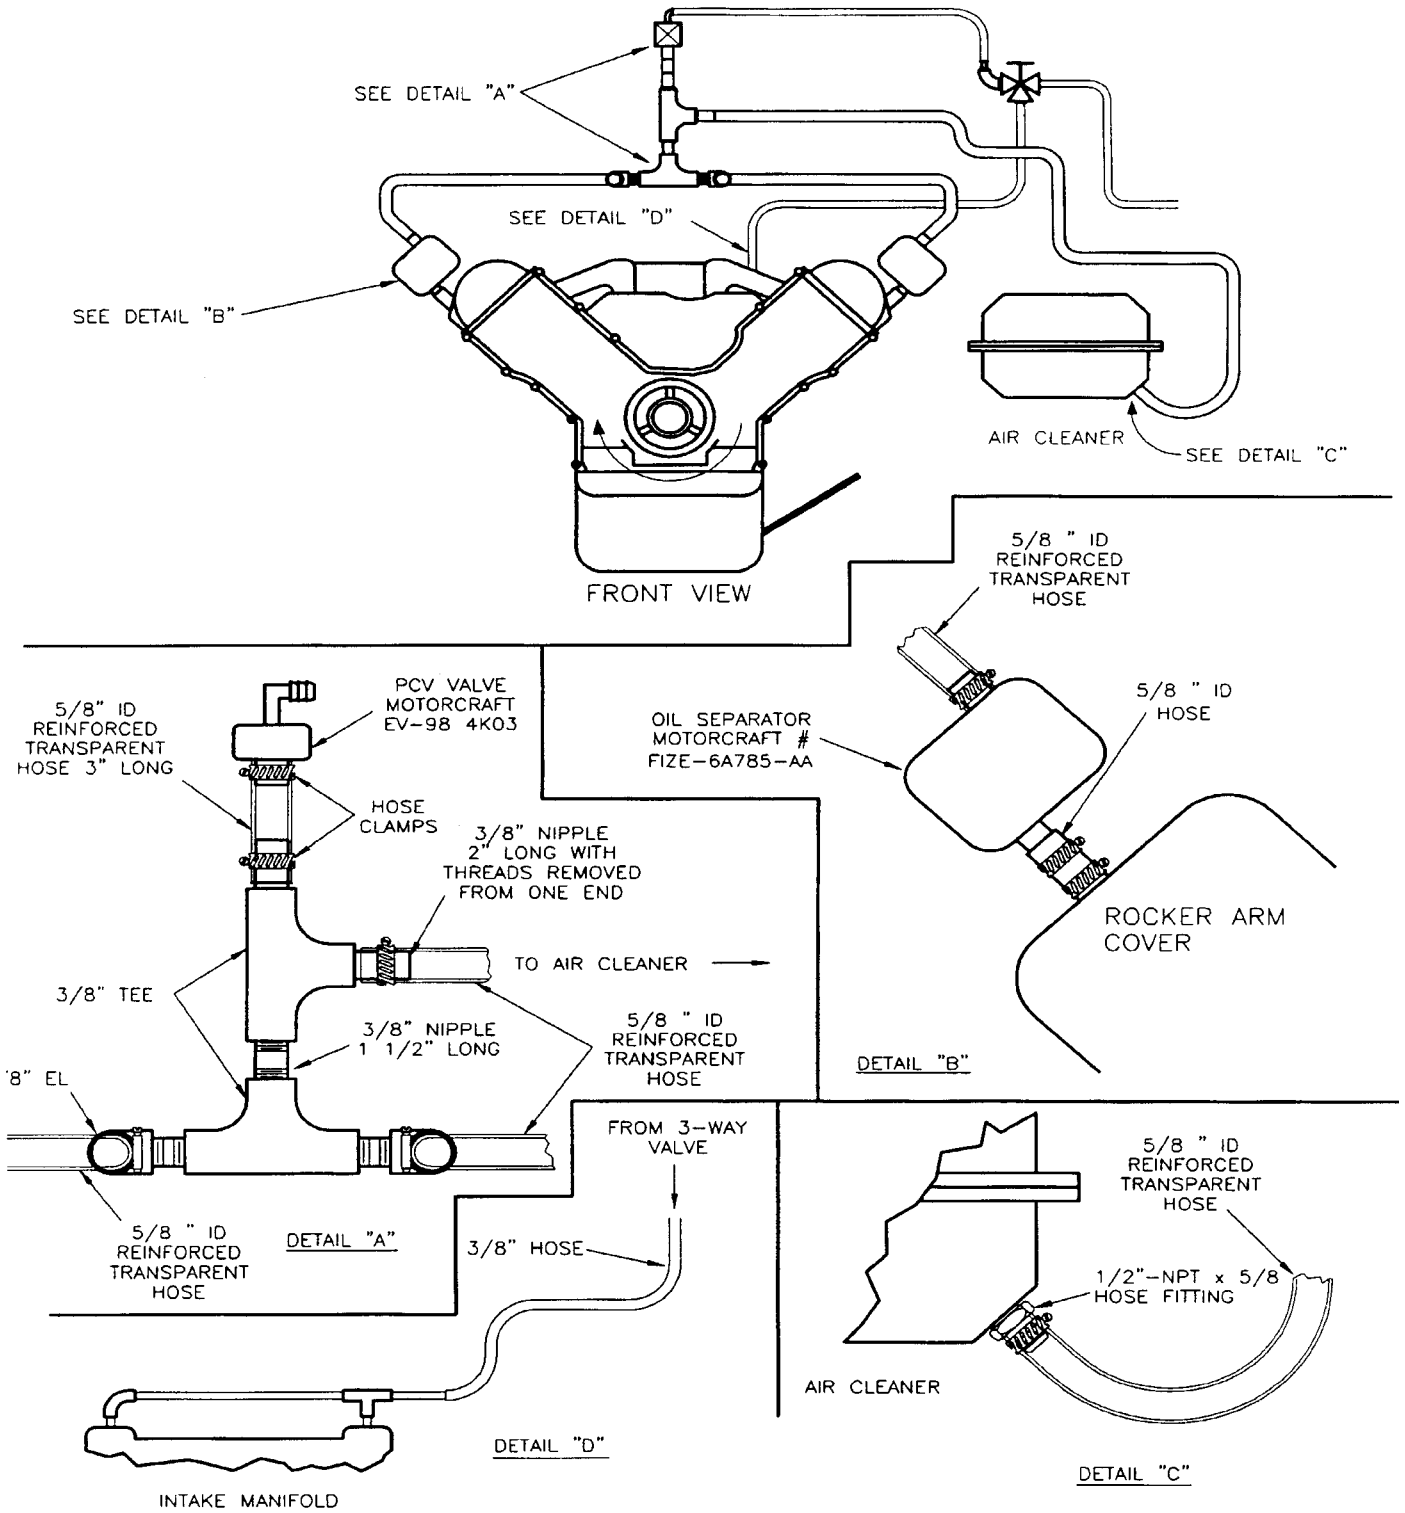 SEE DETAIL "A"
SEE DETAIL "D"
SEE DETAIL "B"
AIR CLEANER
SEE DETAIL "C"
FRONT VIEW
5/8" ID
REINFORCED
TRANSPARENT
HOSE 3" LONG
PCV VALVE
MOTORCRAFT
EV-98 4K03
HOSE
CLAMPS
3/8" NIPPLE
2" LONG WITH
THREADS REMOVED
FROM ONE END
TO AIR CLEANER
3/8" TEE
3/8" NIPPLE
1 1/2" LONG
5/8 " ID
REINFORCED
TRANSPARENT
HOSE
'8" EL
5/8 " ID
REINFORCED
TRANSPARENT
HOSE
DETAIL "A"
5/8 " ID
REINFORCED
TRANSPARENT
HOSE
OIL SEPARATOR
MOTORCRAFT #
FIZE-6A785-AA
5/8 " ID
HOSE
ROCKER ARM
COVER
DETAIL "B"
FROM 3-WAY
VALVE
3/8" HOSE
DETAIL "D"
INTAKE MANIFOLD
5/8 " ID
REINFORCED
TRANSPARENT
HOSE
1/2"-NPT x 5/8
HOSE FITTING
AIR CLEANER
DETAIL "C"